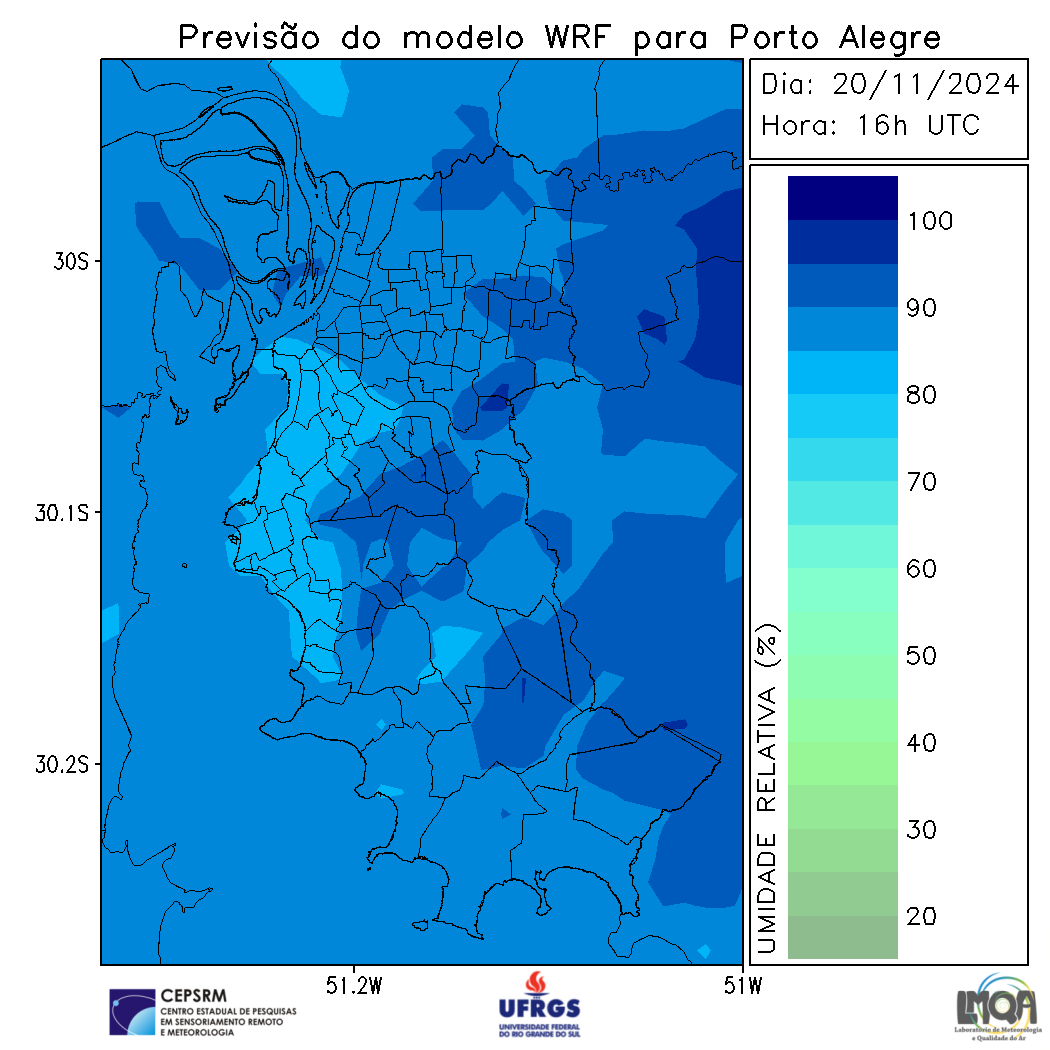 Previsão do modelo WRF para Porto Alegre
Dia: 20/11/2024
Hora: 16h UTC
30S
30.1S
30.2S
51.2W
51W
100
90
80
70
60
50
40
30
20
UMIDADE RELATIVA (%)
CEPSRM
CENTRO ESTADUAL DE PESQUISAS
EM SENSORIAMENTO REMOTO
E METEOROLOGIA
UFRGS
UNIVERSIDADE FEDERAL
DO RIO GRANDE DO SUL
LMQA
Laboratório de Meteorologia
e Qualidade do Ar